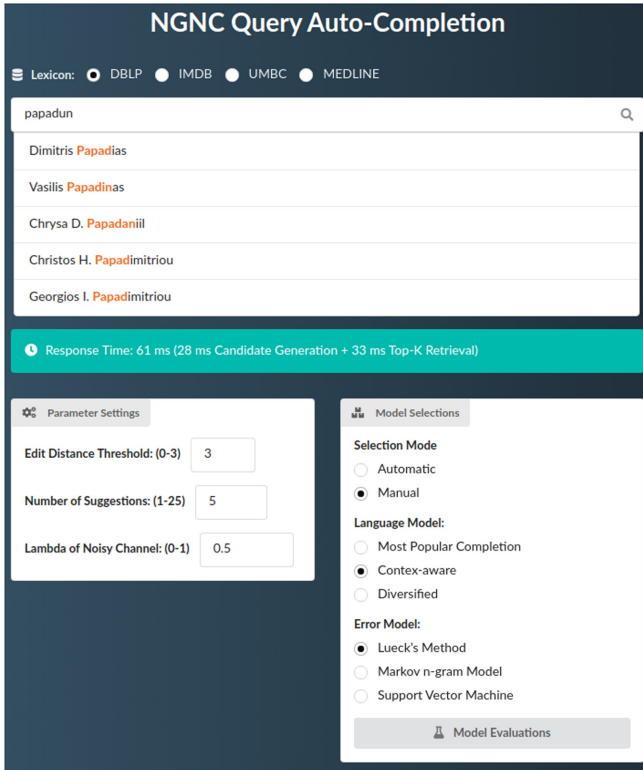 NGNC Query Auto-Completion
Lexicon: DBLP IMDB UMBC MEDLINE
papadun
Dimitris Papadias
Vasilis Papadinas
Chrysa D. Papadaniil
Christos H. Papadimitriou
Georgios I. Papadimitriou
Response Time: 61 ms (28 ms Candidate Generation + 33 ms Top-K Retrieval)
Parameter Settings
Edit Distance Threshold: (0-3) 3
Number of Suggestions: (1-25) 5
Lambda of Noisy Channel: (0-1) 0.5
Model Selections
Selection Mode
Automatic
Manual
Language Model:
Most Popular Completion
Contex-aware
Diversified
Error Model:
Lueck's Method
Markov n-gram Model
Support Vector Machine
Model Evaluations